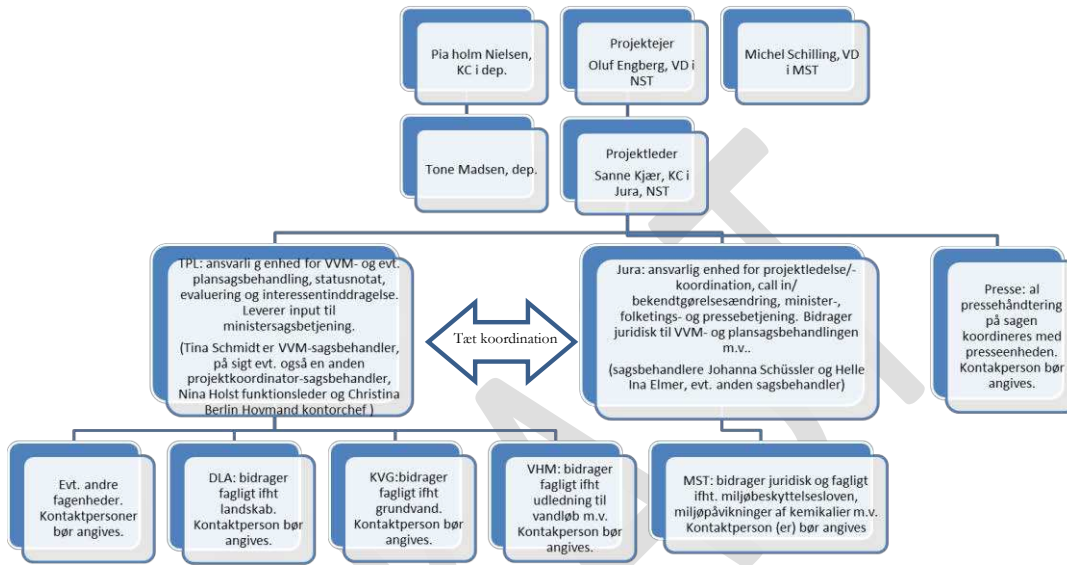 Pia holm Nielsen,
KC i dep.
Projektejer
Oluf Engberg, VD i
NST
Michel Schilling, VD
i MST
Tone Madsen, dep.
Projektleder
Sanne Kjær, KC i
Jura, NST
TPL: ansvarli g enhed for VVM- og evt.
plansagsbehandling, statusnotat,
evaluering og interessentinddragelse.
Leverer input til
ministersagsbetjening.
(Tina Schmidt er VVM-sagsbehandler,
på sigt evt. også en anden
projektkoordinator-sagsbehandler,
Nina Holst funktionsleder og Christina
Berlin Hovmand kontorchef )
Tæt koordination
Jura: ansvarlig enhed for projektledelse/-
koordination, call in/
bekendtgørelsesændring, minister-,
folketings- og pressebetjening. Bidrager
juridisk til VVM- og plansagsbehandlingen
m.v..
(sagsbehandlere Johanna Schüssler og Helle
Ina Elmer, evt. anden sagsbehandler)
Presse: al
pressehåndtering
på sagen
koordineres med
presseenheden.
Kontakperson bør
angives.
Evt. andre
fagenheder.
Kontaktpersoner
bør angives.
DLA: bidrager
fagligt ifht
landskab.
Kontaktperson bør
angives.
KVG:bidrager
fagligt ifht
grundvand.
Kontaktperson bør
angives.
VHM: bidrager
fagligt ifht
udledning til
vandløb m.v.
Kontakperson bør
angives.
MST: bidrager juridisk og fagligt
ifht. miljøbeskyttelsesloven,
miljøpåvikninger af kemikalier m.v.
Kontaktperson (er) bør angives